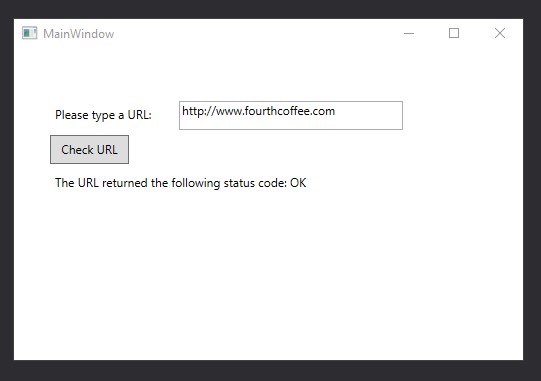 MainWindow
Please type a URL: http://www.fourthcoffee.com
Check URL
The URL returned the following status code: OK